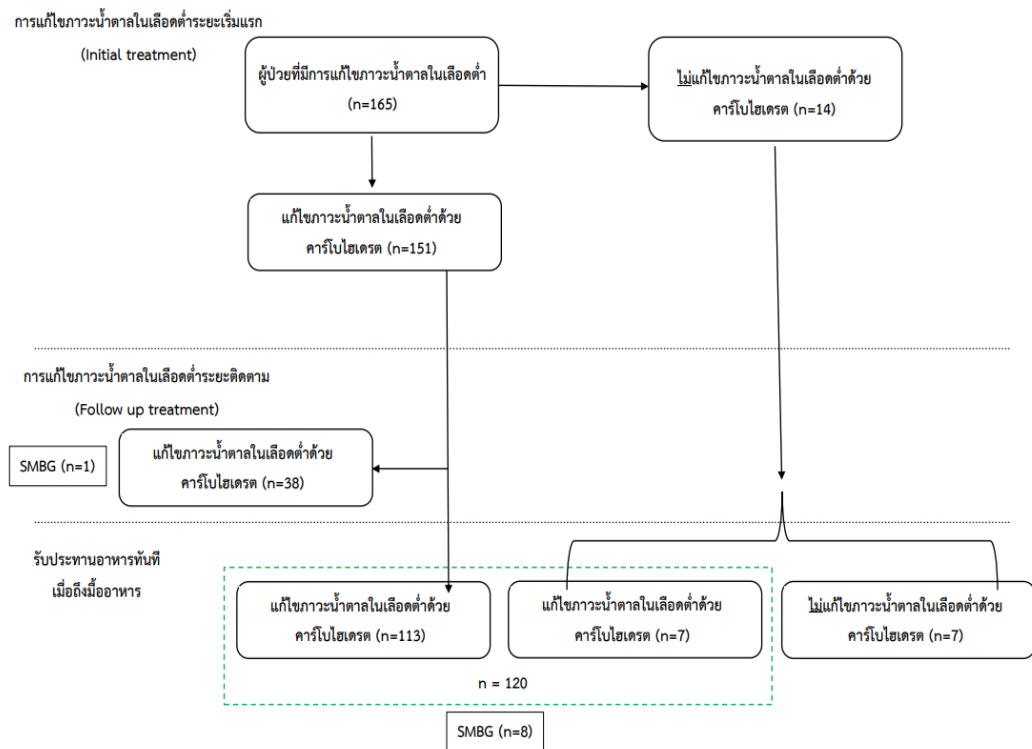 การแก้ไขภาวะน้ำตาลในเลือดต่ำระยะเริ่มแรก
(Initial treatment)
ผู้ป่วยที่มีการแก้ไขภาวะน้ำตาลในเลือดต่ำ
(n=165)
ไม่แก้ไขภาวะน้ำตาลในเลือดต่ำด้วย
คาร์โบไฮเดรต (n=14)
แก้ไขภาวะน้ำตาลในเลือดต่ำด้วย
คาร์โบไฮเดรต (n=151)
การแก้ไขภาวะน้ำตาลในเลือดต่ำระยะติดตาม
(Follow up treatment)
SMBG (n=1)
แก้ไขภาวะน้ำตาลในเลือดต่ำด้วย
คาร์โบไฮเดรต (n=38)
รับประทานอาหารทันที
เมื่อถึงมื้ออาหาร
แก้ไขภาวะน้ำตาลในเลือดต่ำด้วย
คาร์โบไฮเดรต (n=113)
แก้ไขภาวะน้ำตาลในเลือดต่ำด้วย
คาร์โบไฮเดรต (n=7)
ไม่แก้ไขภาวะน้ำตาลในเลือดต่ำด้วย
คาร์โบไฮเดรต (n=7)
n = 120
SMBG (n=8)